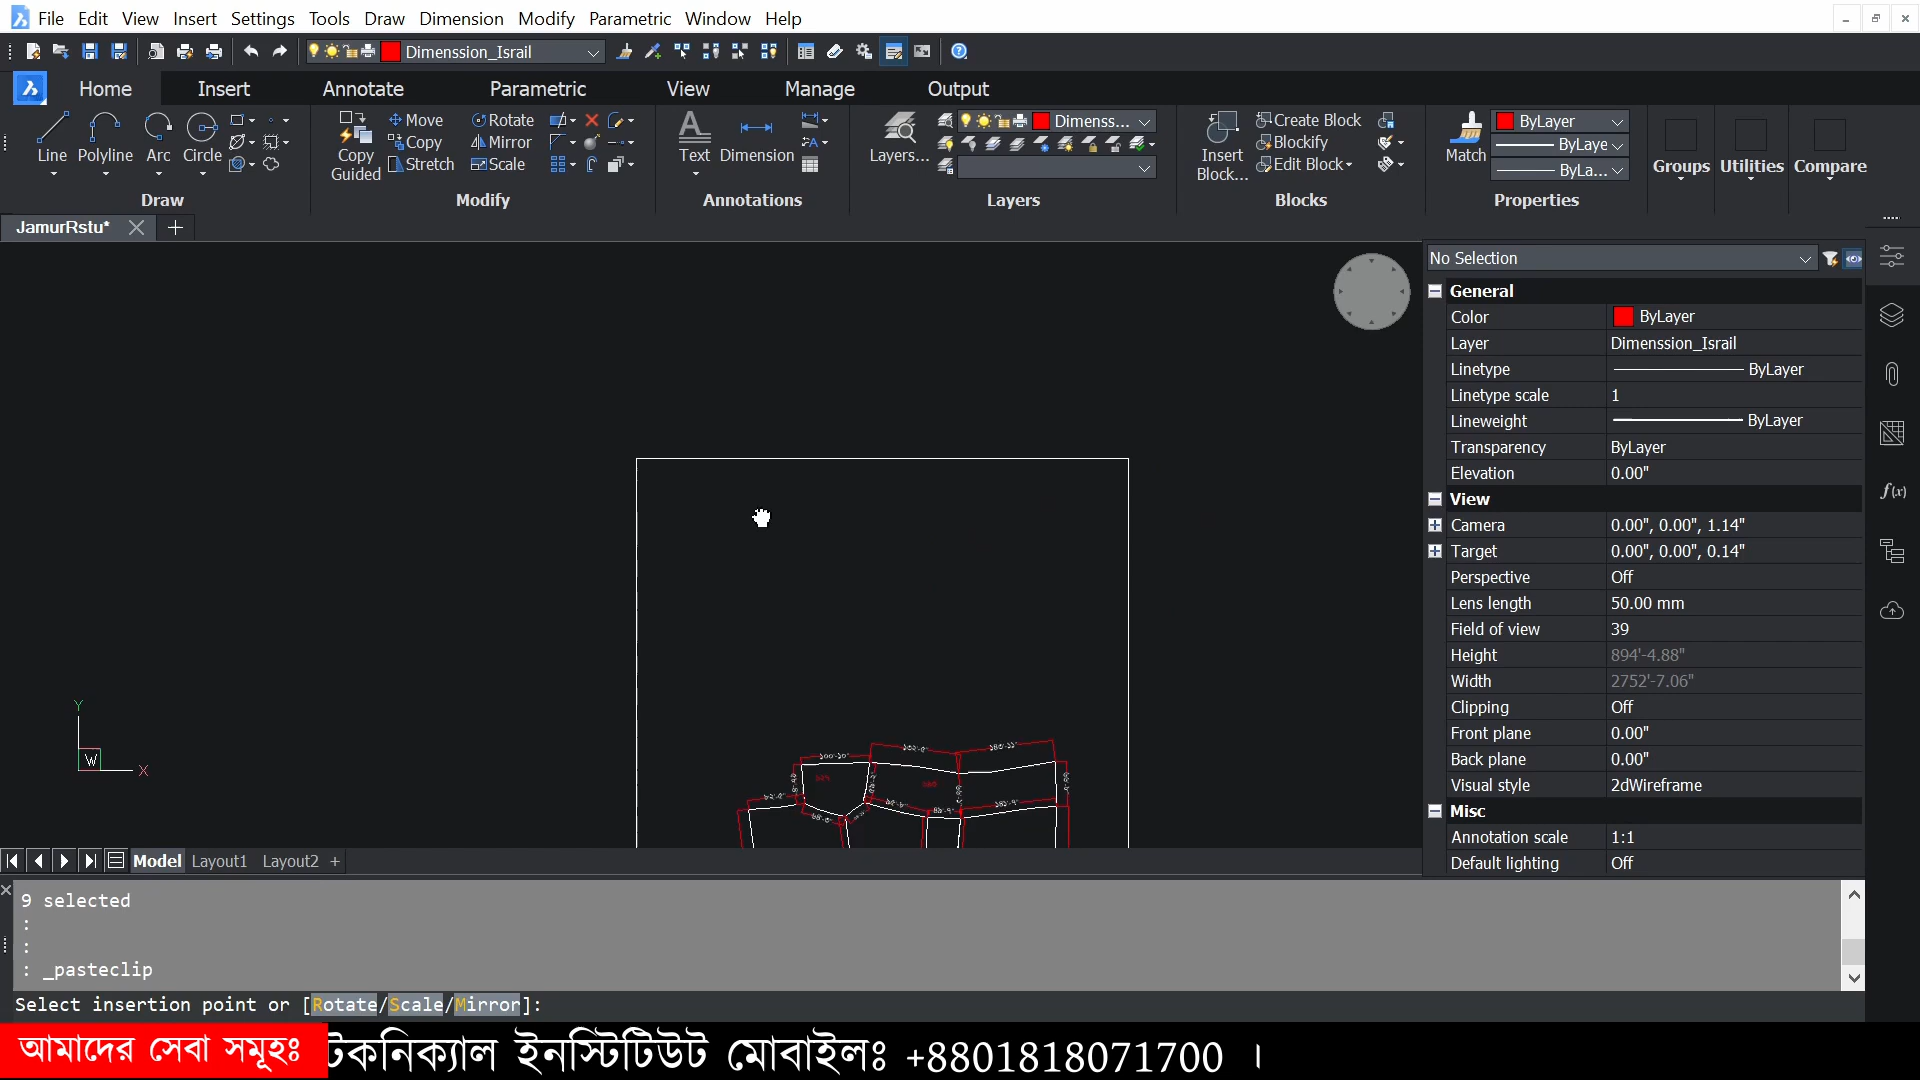 File Edit View Insert Settings Tools Draw Dimension Modify Parametric Window Help
Dimenssion_Israil
Home Insert Annotate Parametric View Manage Output
Line Polyline Arc Circle
Draw
Copy Guided
Move Rotate
Copy Mirror
Stretch Scale
Modify
Text Dimension
Annotations
Layers...
Dimenss...
Layers
Insert Block...
Create Block
Blockify
Edit Block
Blocks
Match
ByLayer
ByLaye
ByLa...
Properties
Groups Utilities Compare
JamurRstu*
No Selection
General
Color ByLayer
Layer Dimenssion_Israil
Linetype ByLayer
Linetype scale 1
Lineweight ByLayer
Transparency ByLayer
Elevation 0.00"
View
Camera 0.00", 0.00", 1.14"
Target 0.00", 0.00", 0.14"
Perspective Off
Lens length 50.00 mm
Field of view 39
Height 894'-4.88"
Width 2752'-7.06"
Clipping Off
Front plane 0.00"
Back plane 0.00"
Visual style 2dWireframe
Misc
Annotation scale 1:1
Default lighting Off
Y
W X
Model Layout1 Layout2 +
9 selected
:
:
: _pasteclip
Select insertion point or [Rotate/Scale/Mirror]:
আমাদের সেবা সমূহঃ টকনিক্যাল ইনস্টিটিউট মোবাইলঃ +8801818071700 ।